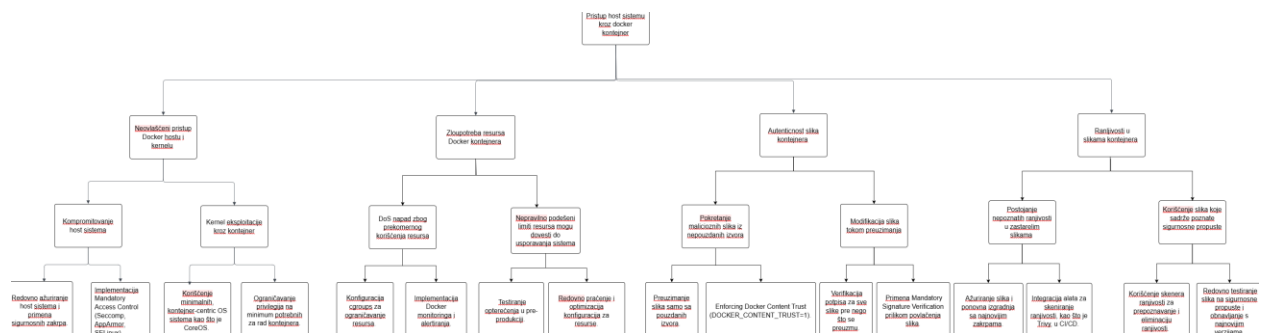 Pristup host sistemu
kroz docker
kontejner
Neovlašćeni pristup
Docker hostu i
kernelu
Zloupotreba resursa
Docker kontejnera
Autenticnost slika
kontejnera
Ranljivosti u
slikama kontejnera
Kompromitovanje
host sistema
Kernel eksploitacije
kroz kontejner
DoS napad zbog
prekomernog
korišćenja resursa
Nepravilno podešeni
limiti resursa mogu
dovesti do
usporavanja sistema
Pokretanje
malicioznih slika iz
nepouzdanih izvora
Modifikacija slika
tokom preuzimanja
Postojanje
nepoznatih ranjivosti
u zastarelim
slikama
Korišćenje slika koje
sadrže poznate
sigurnosne propuste
Redovno ažuriranje
host sistema i
primena
sigurnosnih zakrpa
Implementacija
Mandatory
Access Control
(Seccomp,
AppArmor,
SELinux)
Korišćenje
minimalnih
kontejner-centric OS
sistema kao što je
CoreOS.
Ograničavanje
privilegija na
minimum potrebnih
za rad kontejnera.
Konfiguracija
cgroups za
ograničavanje
resursa
Implementacija
Docker
monitoringa i
alertiranja.
Testiranje
opterećenja u pre-
produkciji
Redovno praćenje i
optimizacija
konfiguracija za
resurse
Preuzimanje
slika samo sa
pouzdanih
izvora
Enforcing Docker Content Trust
(DOCKER_CONTENT_TRUST=1).
Verifikacija
potpisa za sve
slike pre nego
što se
preuzmu
Primena Mandatory
Signature Verification
prilikom povlačenja
slika
Ažurranje slika i
ponovna izgradnja
sa najnovijim
zakrpama
Integracija alata za
skeniranje
ranjivosti, kao što je
Trivy, u CI/CD.
Korišćenje skenera
ranjivosti za
prepoznavanje i
eliminaciju
ranjivosti.
Redovno testiranje
slika na sigurnosne
propuste i
obnavljanje s
najnovijim
verzijama